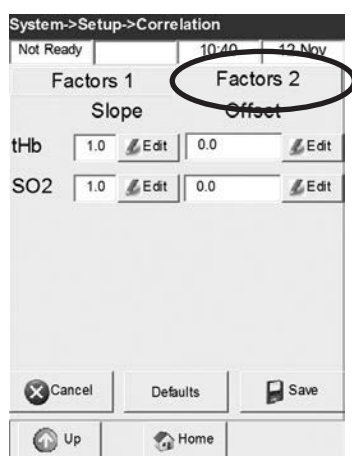 System->Setup->Correlation
Not Ready 10:40 12 Nov
Factors 1 Factors 2
Slope Offset
tHb 1.0 Edit 0.0 Edit
SO2 1.0 Edit 0.0 Edit
Cancel Defaults Save
Up Home